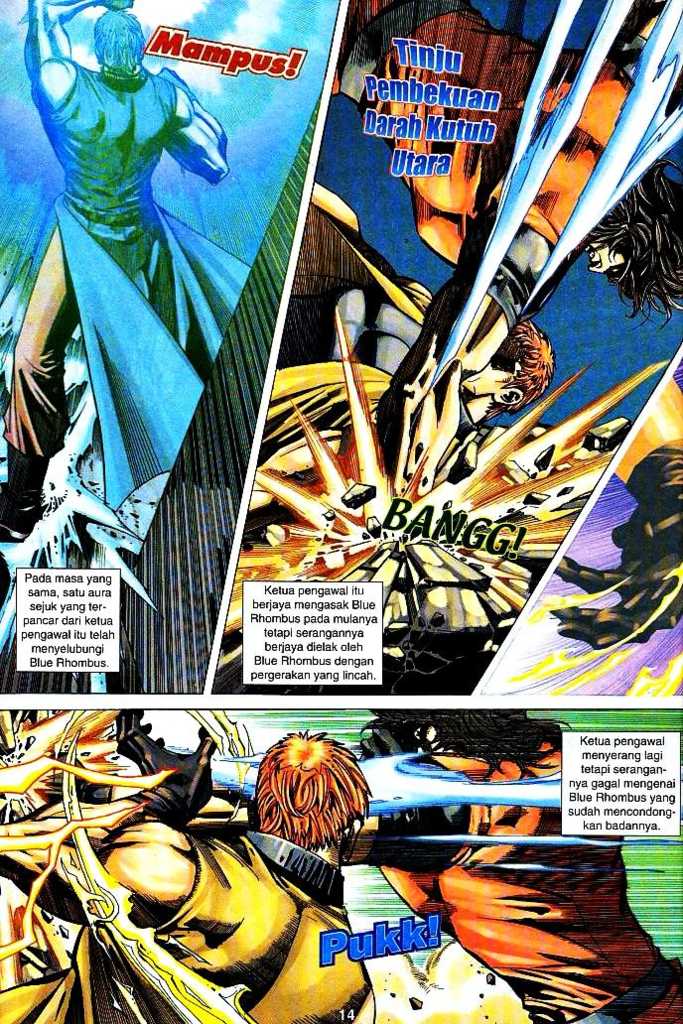 Mampus!
Tinju
Pembekuan
Darah Kutub
Utara
BANGG!
Pada masa yang
sama, satu aura
sejuk yang ter-
pancar dari ketua
pengawal itu telah
menyelubungi
Blue Rhombus.
Ketua pengawal itu
berjaya mengasak Blue
Rhombus pada mulanya
tetapi serangannya
berjaya dielak oleh
Blue Rhombus dengan
pergerakan yang lincah.
Ketua pengawal
menyerang lagi
tetapi serangan-
nya gagal mengenai
Blue Rhombus yang
sudah mencondong-
kan badannya.
Pukk!
14